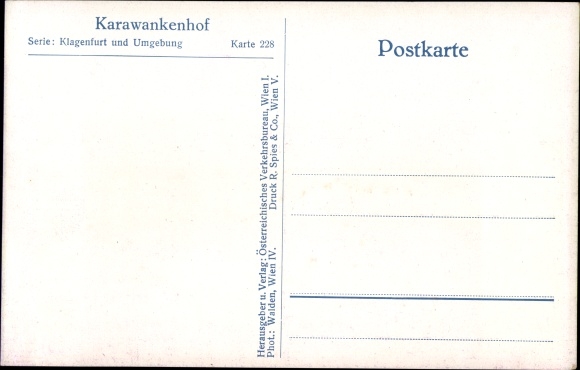 Karawankenhof
Serie: Klagenfurt und Umgebung Karte 228
Herausgeber u. Verlag: Österreichisches Verkehrsbureau, Wien I.
Phot.: Walden, Wien IV. Druck R. Spies & Co., Wien V.
Postkarte